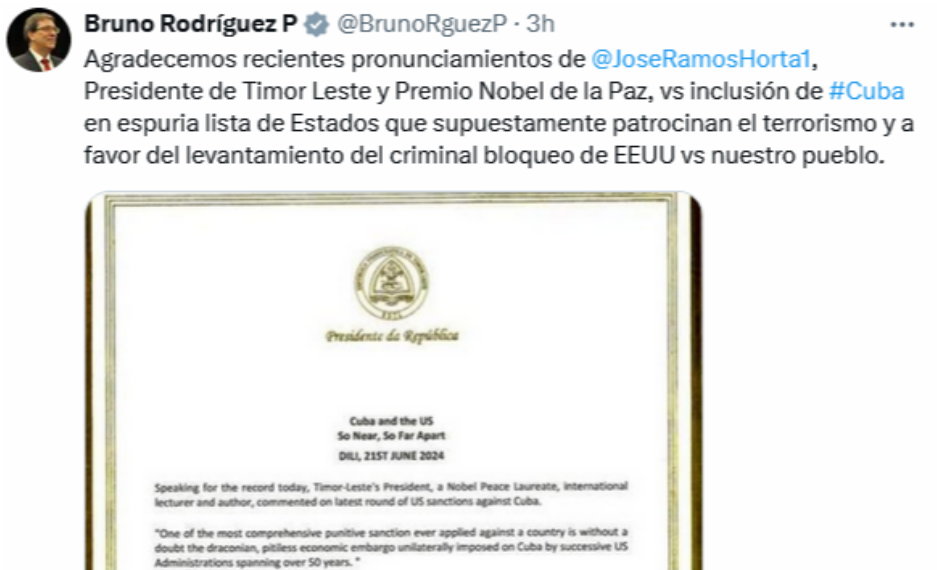 Bruno Rodríguez P @BrunoRguezP · 3h
Agradecemos recientes pronunciamientos de @JoseRamosHorta1,
Presidente de Timor Leste y Premio Nobel de la Paz, vs inclusión de #Cuba
en espuria lista de Estados que supuestamente patrocinan el terrorismo y a
favor del levantamiento del criminal bloqueo de EEUU vs nuestro pueblo.
Presidente da República
Cuba and the US
So Near, So Far Apart
DILI, 21ST JUNE 2024
Speaking for the record today, Timor-Leste's President, a Nobel Peace Laureate, international
lecturer and author, commented on latest round of US sanctions against Cuba.
"One of the most comprehensive punitive sanction ever applied against a country is without a
doubt the draconian, pitiless economic embargo unilaterally imposed on Cuba by successive US
Administrations spanning over 50 years. "